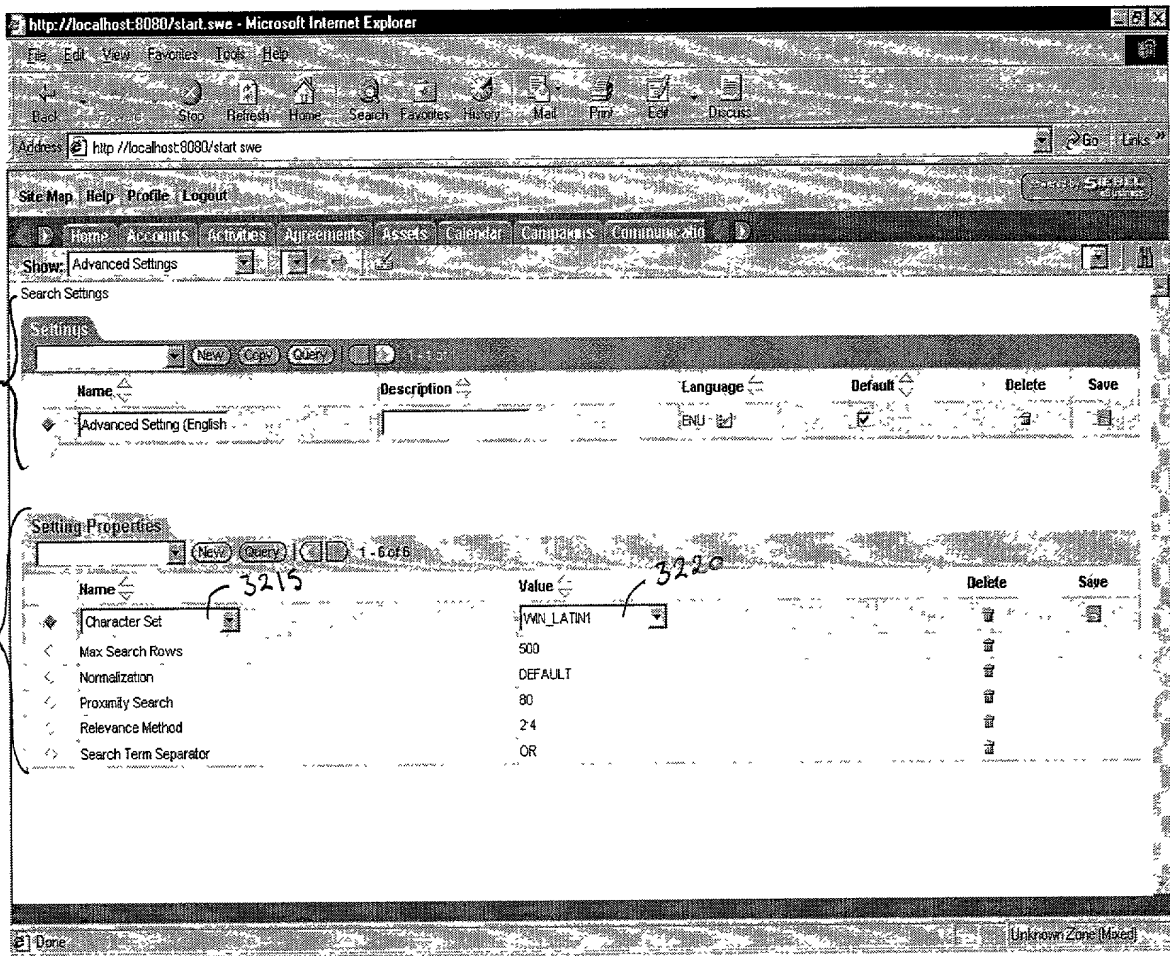 http://localhost:8080/start.swe - Microsoft Internet Explorer
File Edit View Favorites Tools Help
Back Stop Refresh Home Search Favorites History Mail Print Edit Discuss
Address http //localhost:8080/start swe Go Links »
Site Map Help Profile Logout SIEBEL
Home Accounts Activities Agreements Assets Calendar Campaigns Communicatio
Show: Advanced Settings
Search Settings
Settings
New Copy Query
Name Description Language Default Delete Save
Advanced Setting (English ENU
Setting Properties
New Query 1 - 6 of 6
Name 3215 Value 3220 Delete Save
Character Set WIN_LATIN1
Max Search Rows 500
Normalization DEFAULT
Proximity Search 80
Relevance Method 2:4
Search Term Separator OR
Done Unknown Zone (Mixed)